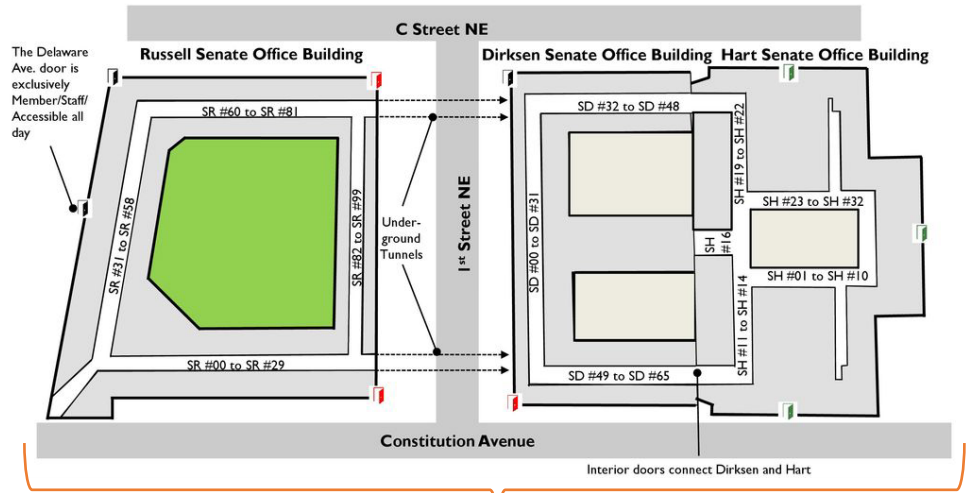 C Street NE
The Delaware
Ave. door is
exclusively
Member/Staff/
Accessible all
day
Russell Senate Office Building
Dirksen Senate Office Building
Hart Senate Office Building
SR #60 to SR #81
SR #31 to SR #58
SR #82 to SR #99
SR #00 to SR #29
Under-
ground
Tunnels
1st Street NE
SD #32 to SD #48
SD #00 to SD #31
SD #49 to SD #65
SH #19 to SH #22
SH
#16
SH #11 to SH #14
SH #23 to SH #32
SH #01 to SH #10
Constitution Avenue
Interior doors connect Dirksen and Hart